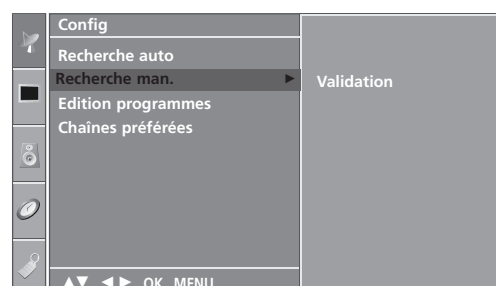 Config
Recherche auto
Recherche man. ►
Validation
Edition programmes
Chaînes préférées
▲▼ ◄► OK MENU